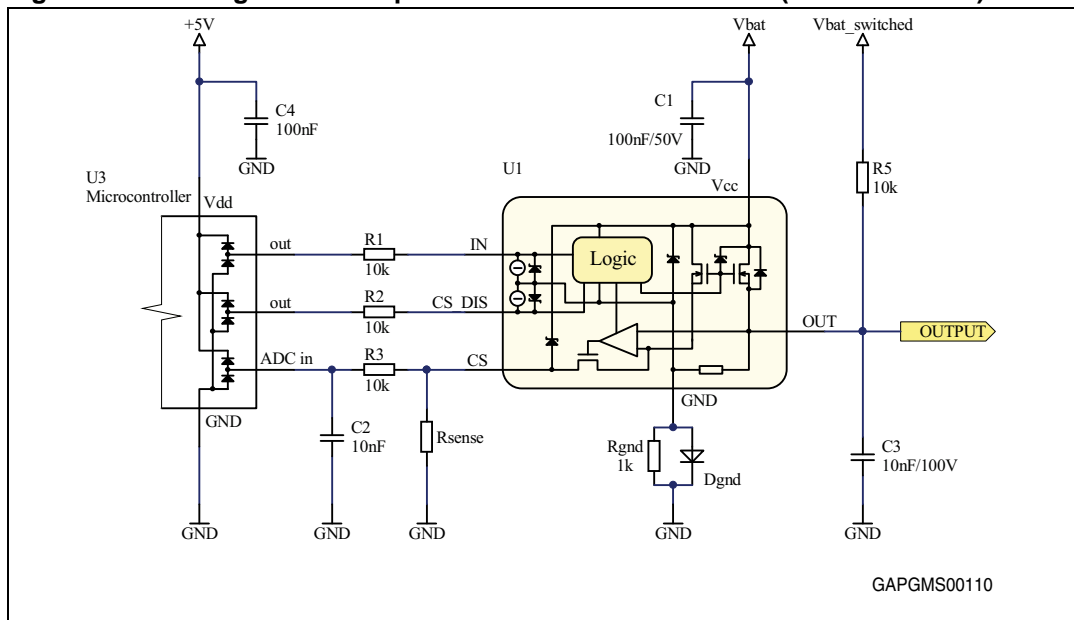 +5V
Vbat
Vbat_switched
C4
100nF
GND
C1
100nF/50V
GND
R5
10k
U3
Microcontroller
Vdd
U1
Vcc
out
R1
10k
IN
Logic
out
R2
10k
CS_DIS
OUT
OUTPUT
ADC in
R3
10k
CS
GND
GND
C2
10nF
Rsense
Rgnd
1k
Dgnd
C3
10nF/100V
GND
GND
GND
GND
GND
GAPGMS00110